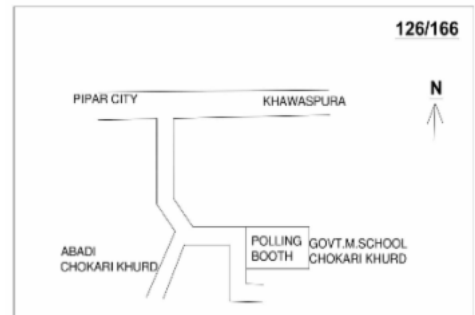 126/166
N
PIPAR CITY
KHAWASPURA
ABADI
CHOKARI KHURD
POLLING
BOOTH
GOVT.M.SCHOOL
CHOKARI KHURD